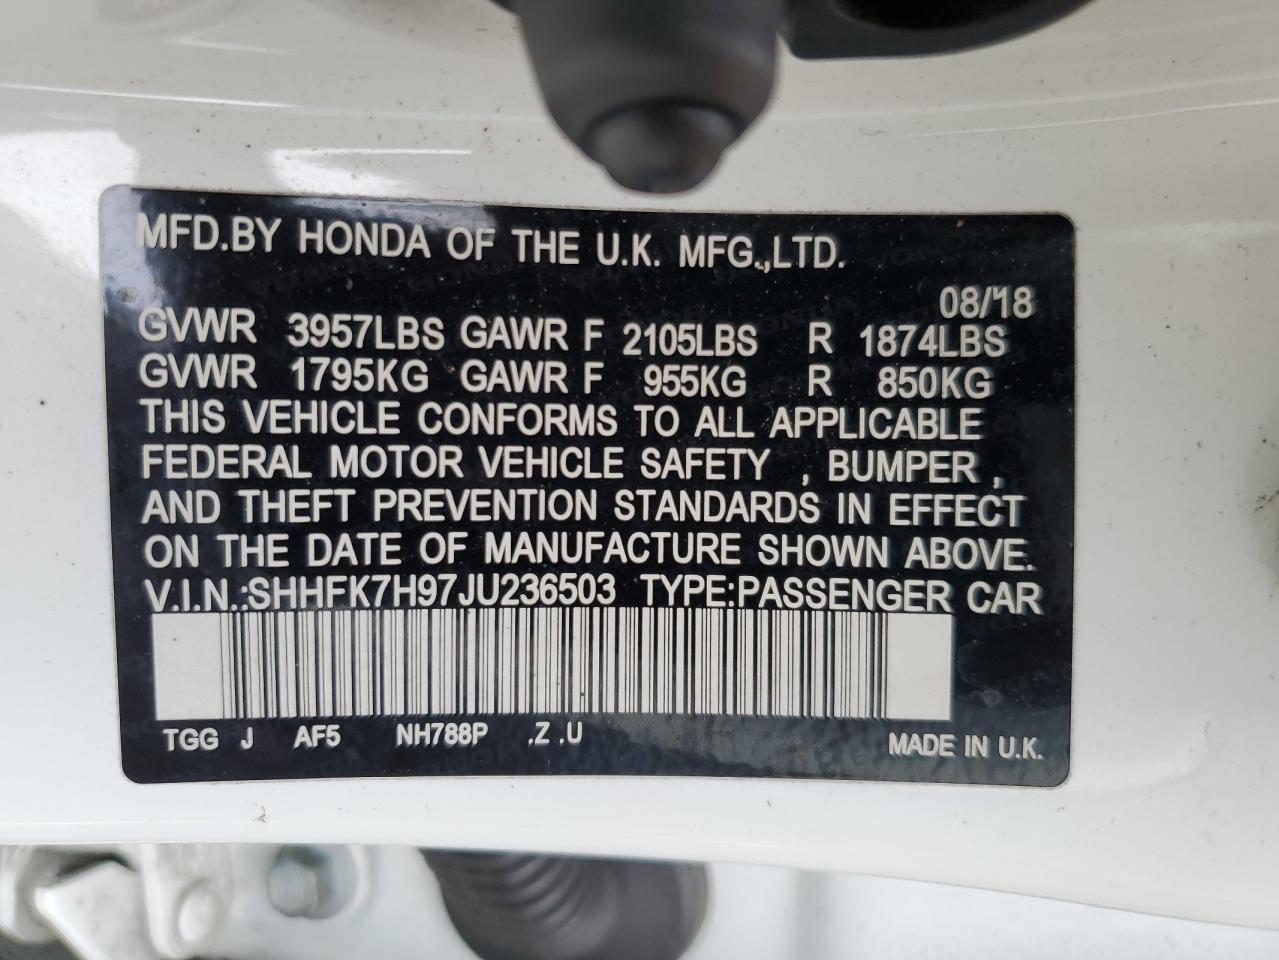 MFD.BY HONDA OF THE U.K. MFG.,LTD.
08/'18
GVWR 3957LBS GAWR F 2105LBS R 1874LBS
GVWR 1795KG GAWR F 955KG R 850KG
THIS VEHICLE CONFORMS TO ALL APPLICABLE
FEDERAL MOTOR VEHICLE SAFETY , BUMPER ,
AND THEFT PREVENTION STANDARDS IN EFFECT
ON THE DATE OF MANUFACTURE SHOWN ABOVE.
V.I.N.:SHHFK7H97JU236503 TYPE:PASSENGER CAR
TGG J AF5 NH788P .Z .U
MADE IN U.K.